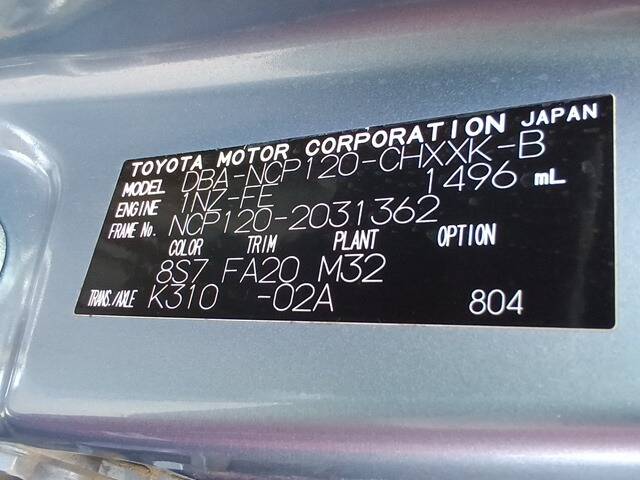 TOYOTA MOTOR CORPORATION JAPAN
MODEL DBA-NCP120-CHXXK-B
ENGINE 1NZ-FE 1496 mL
FRAME No. NCP120-2031362
COLOR TRIM PLANT OPTION
8S7 FA20 M32
TRANS./AXLE K310 -02A 804